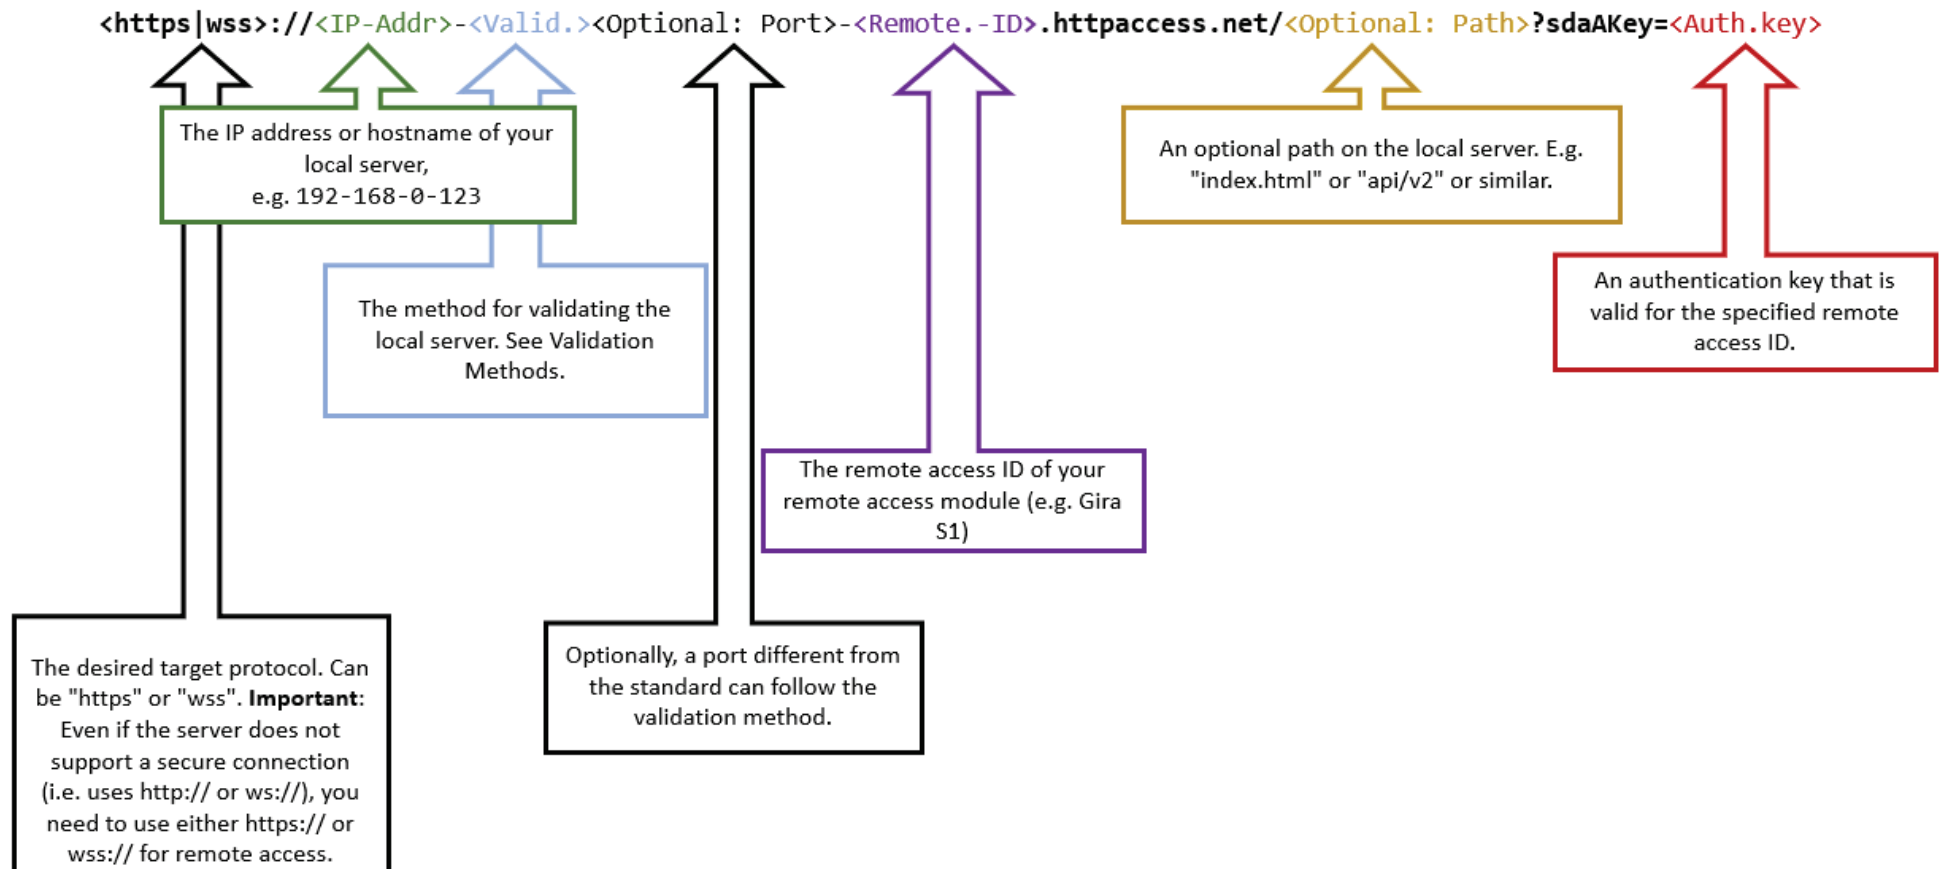 <https|wss>://<IP-Addr>-<Valid.><Optional: Port>-<Remote.-ID>.httpaccess.net/<Optional: Path>?sdaAKey=<Auth.key>
The IP address or hostname of your
local server,
e.g. 192-168-0-123
An optional path on the local server. E.g.
"index.html" or "api/v2" or similar.
The method for validating the
local server. See Validation
Methods.
An authentication key that is
valid for the specified remote
access ID.
The remote access ID of your
remote access module (e.g. Gira
S1)
The desired target protocol. Can
be "https" or "wss". Important:
Even if the server does not
support a secure connection
(i.e. uses http:// or ws://), you
need to use either https:// or
wss:// for remote access.
Optionally, a port different from
the standard can follow the
validation method.